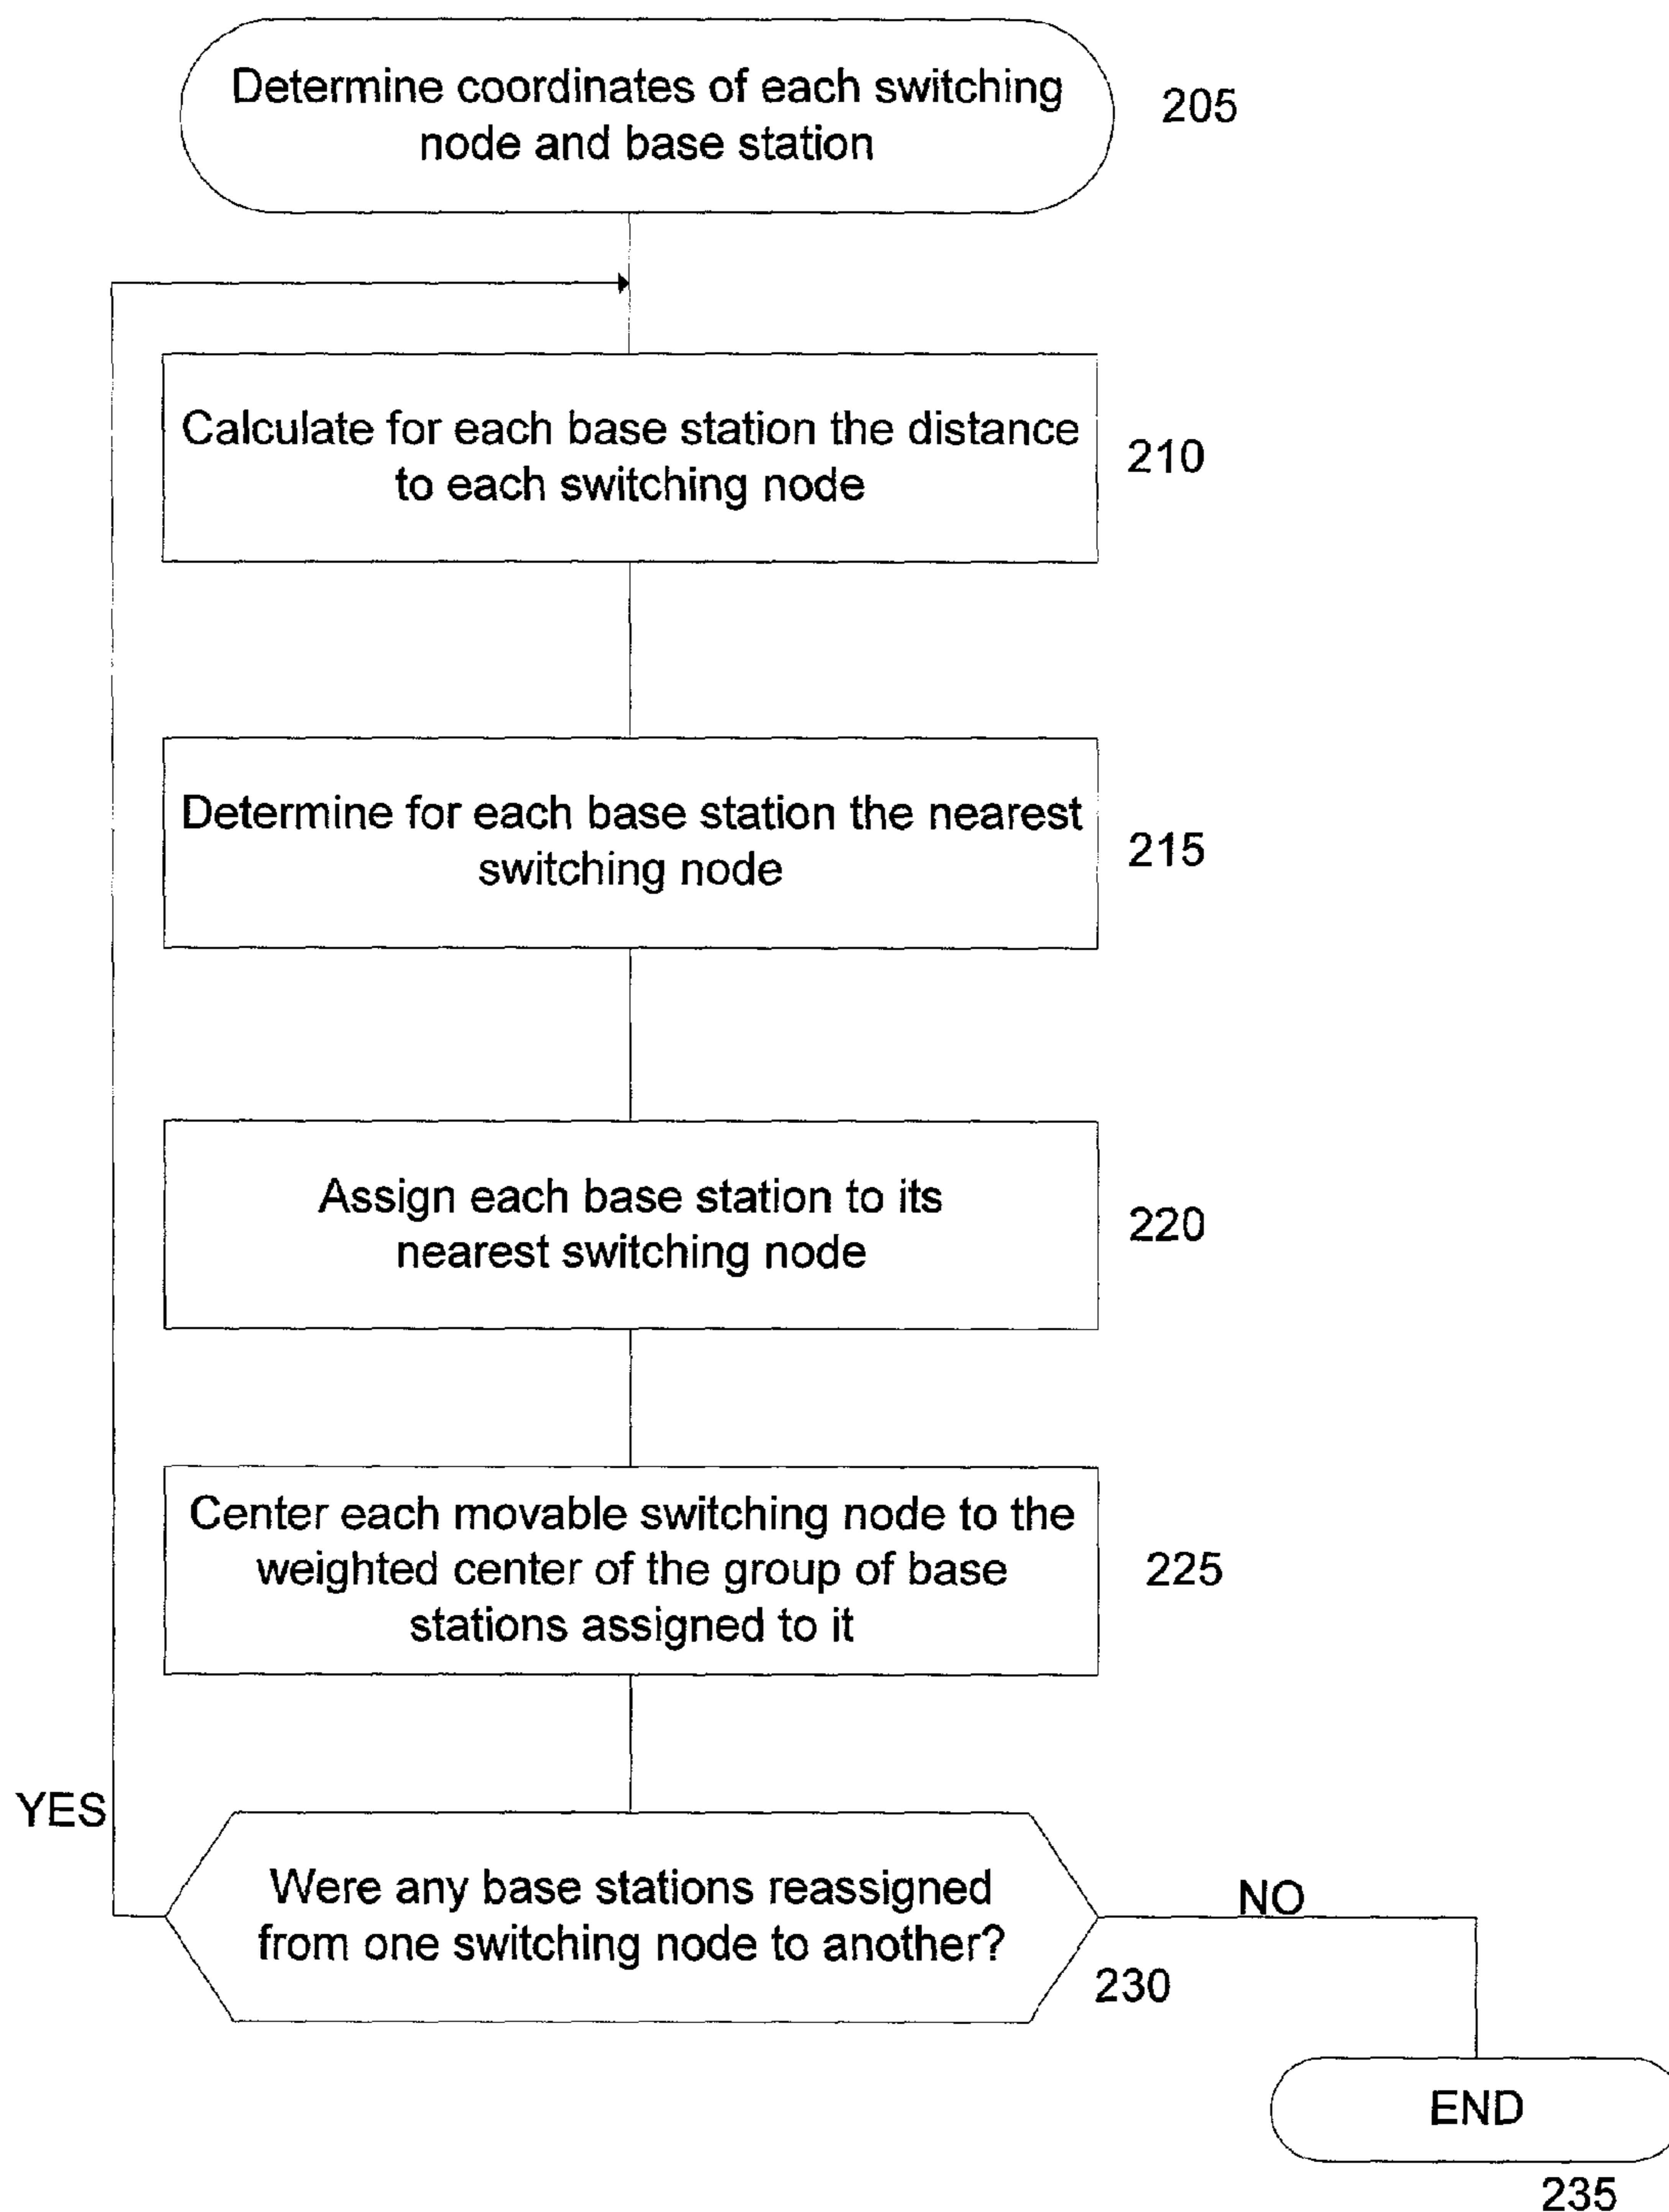 Determine coordinates of each switching
node and base station
205
Calculate for each base station the distance
to each switching node
210
Determine for each base station the nearest
switching node
215
Assign each base station to its
nearest switching node
220
Center each movable switching node to the
weighted center of the group of base
stations assigned to it
225
YES
Were any base stations reassigned
from one switching node to another?
230
NO
END
235